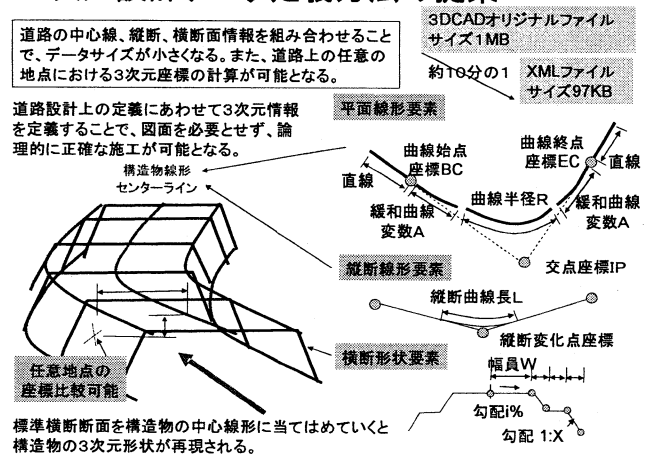 道路の中心線、縦断、横断面情報を組み合わせること
で、データサイズが小さくなる。また、道路上の任意の
地点における3次元座標の計算が可能となる。
3DCADオリジナルファイル
サイズ1MB
約10分の1
XMLファイル
サイズ97KB
道路設計上の定義にあわせて3次元情報
を定義することで、図面を必要とせず、論
理的に正確な施工が可能となる。
平面線形要素
構造物線形
センターライン
曲線始点
座標BC
曲線終点
座標EC
直線
直線
曲線半径R
緩和曲線
変数A
緩和曲線
変数A
交点座標IP
縦断線形要素
縦断曲線長L
縦断変化点座標
横断形状要素
幅員W
勾配i%
勾配 1:X
任意地点の
座標比較可能
標準横断断面を構造物の中心線形に当てはめていくと
構造物の3次元形状が再現される。